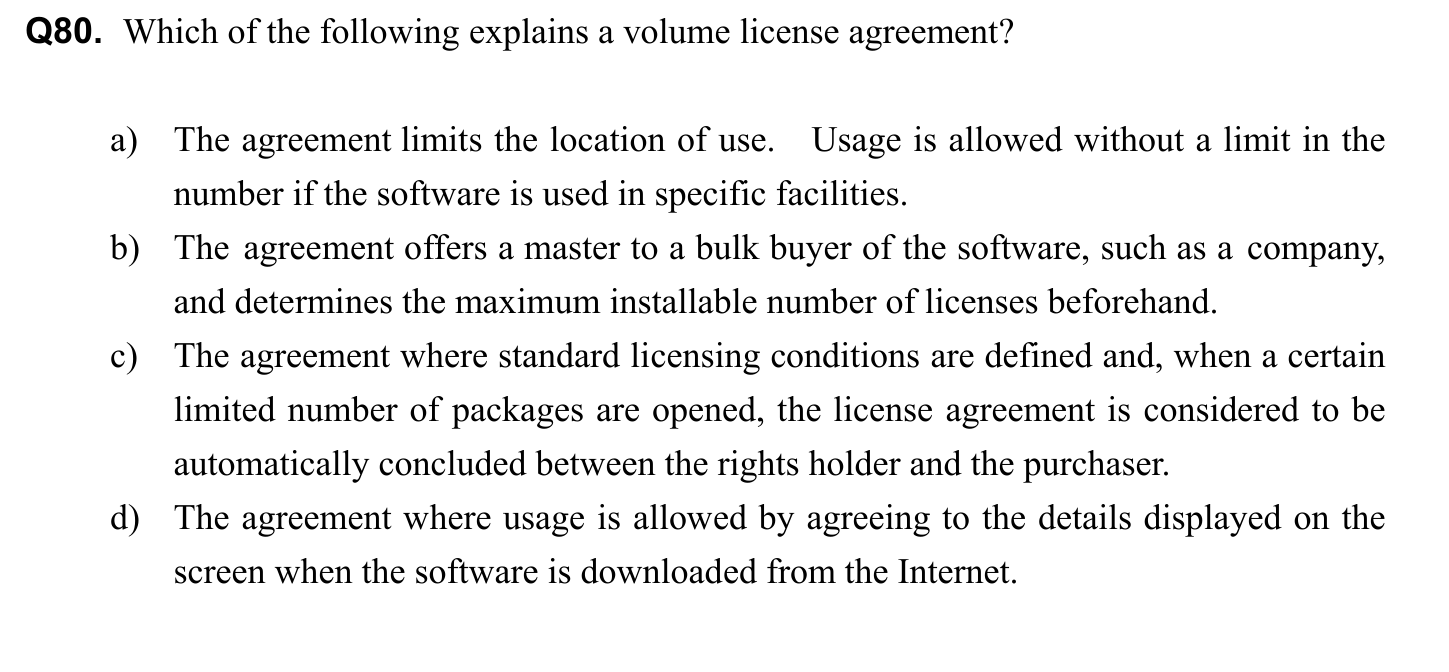 Q80. Which of the following explains a volume license agreement?
a) The agreement limits the location of use. Usage is allowed without a limit in the
number if the software is used in specific facilities.
b) The agreement offers a master to a bulk buyer of the software, such as a company,
and determines the maximum installable number of licenses beforehand.
c) The agreement where standard licensing conditions are defined and, when a certain
limited number of packages are opened, the license agreement is considered to be
automatically concluded between the rights holder and the purchaser.
d) The agreement where usage is allowed by agreeing to the details displayed on the
screen when the software is downloaded from the Internet.